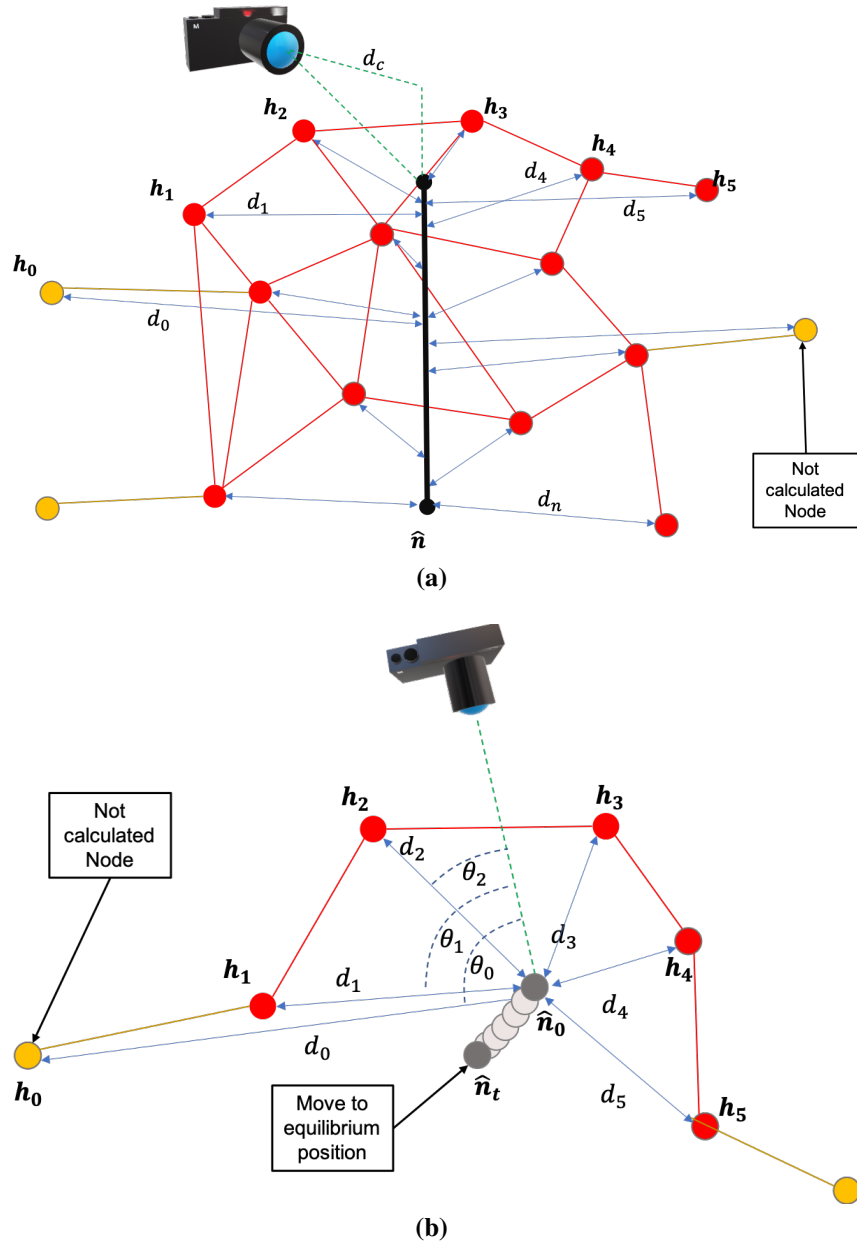 M
d_c
h_2
h_3
h_4
h_1
d_4
h_5
d_1
d_5
h_0
d_0
Not
calculated
Node
d_n
n̂
(a)
Not
calculated
Node
h_2
h_3
d_2
θ_2
θ_1
d_3
θ_0
h_1
d_1
h_4
d_4
n̂_0
d_0
h_0
n̂_t
d_5
Move to
equilibrium
position
h_5
(b)